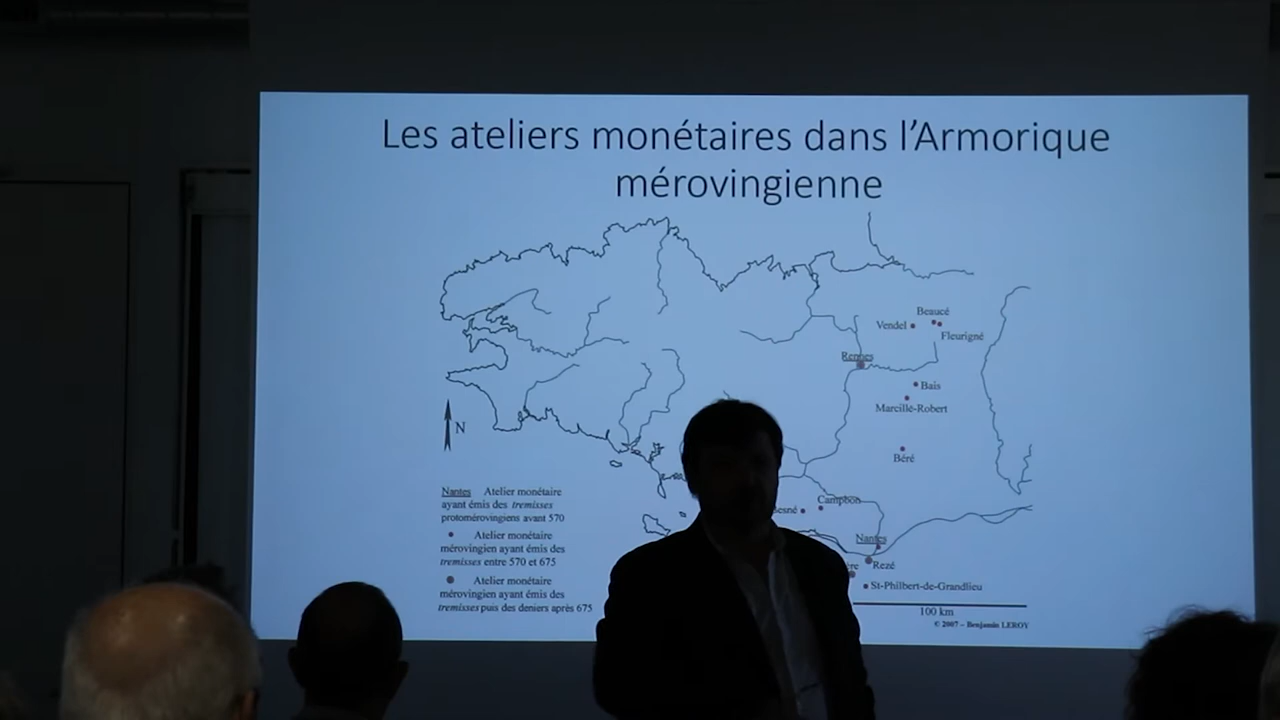 Les ateliers monétaires dans l'Armorique
mérovingienne
Beaucé
Vendel
Fleurigné
Rennes
Bais
Marcillé-Robert
N
Béré
Nantes Atelier monétaire
ayant émis des tremisses
protomérovingiens avant 570
Campbon
Atelier monétaire
mérovingien ayant émis des
tremisses entre 570 et 675
Nantes
Rezé
Atelier monétaire
mérovingien ayant émis des
tremisses puis des deniers après 675
St-Philbert-de-Grandlieu
100 km
© 2007 – Benjamin LEROY